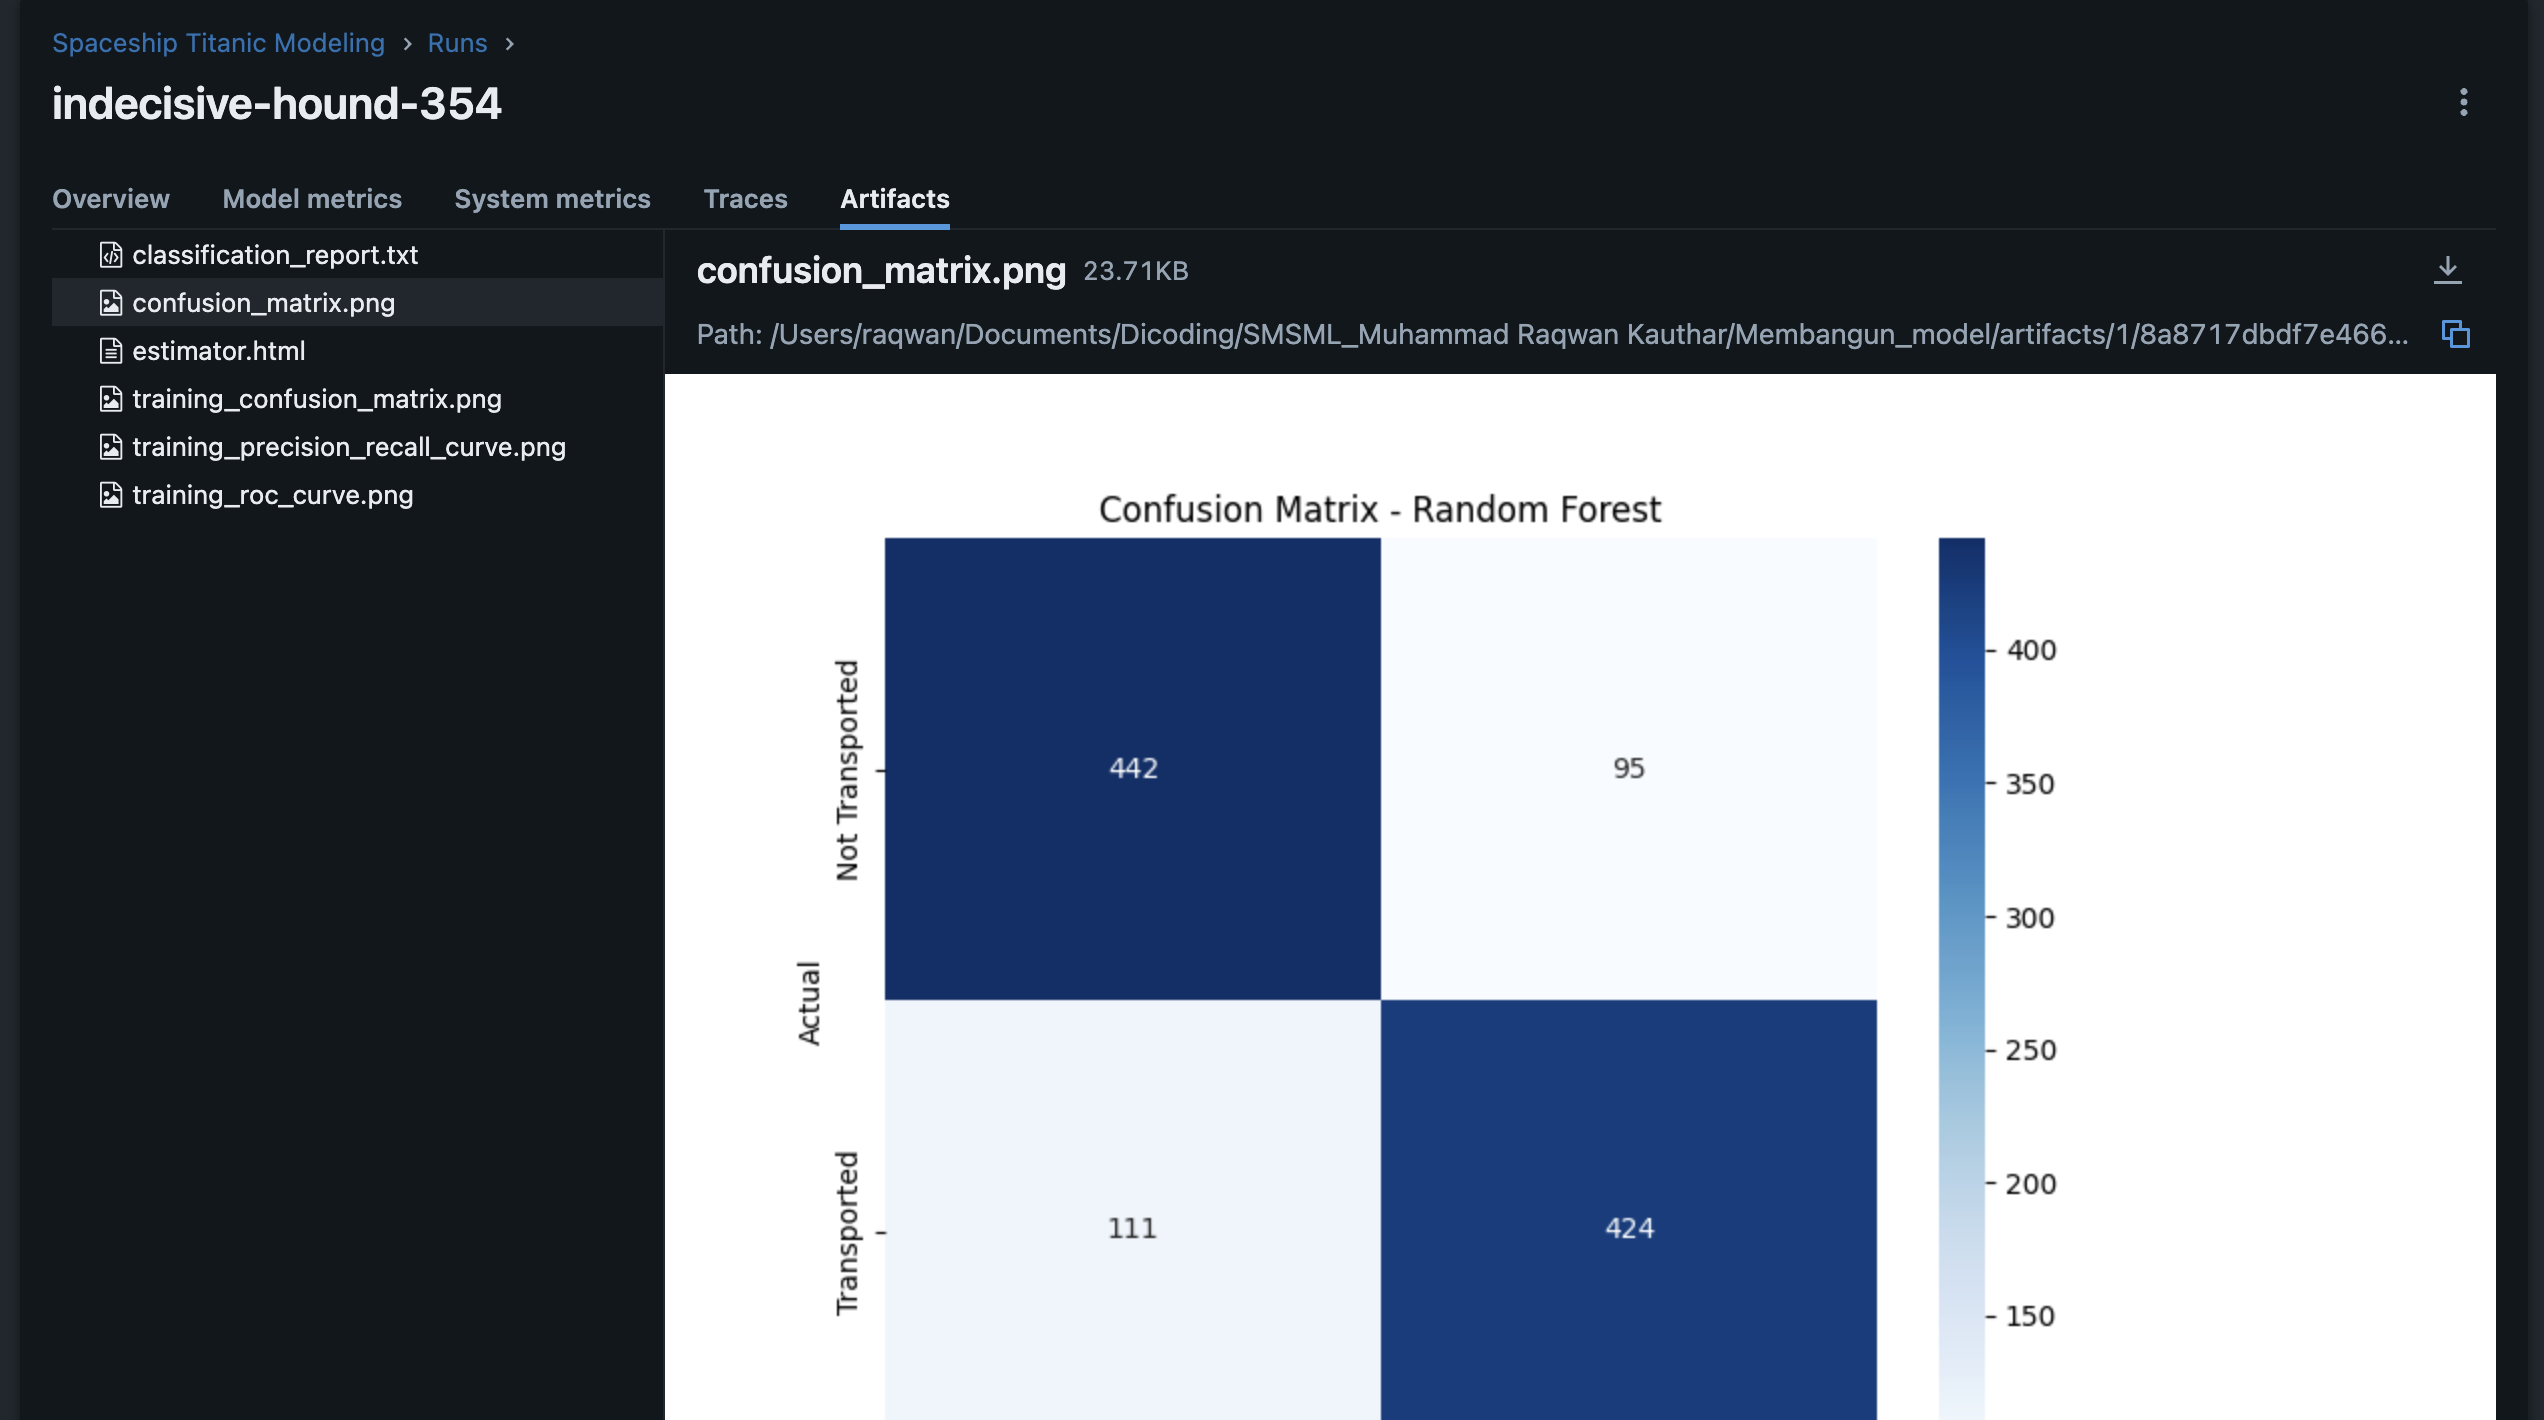 Spaceship Titanic Modeling > Runs >
indecisive-hound-354
Overview Model metrics System metrics Traces Artifacts
classification_report.txt
confusion_matrix.png
estimator.html
training_confusion_matrix.png
training_precision_recall_curve.png
training_roc_curve.png
confusion_matrix.png 23.71KB
Path: /Users/raqwan/Documents/Dicoding/SMSML_Muhammad Raqwan Kauthar/Membangun_model/artifacts/1/8a8717dbdf7e466...
Confusion Matrix - Random Forest
Actual
Not Transported
442 95
Transported
111 424
400
350
300
250
200
150